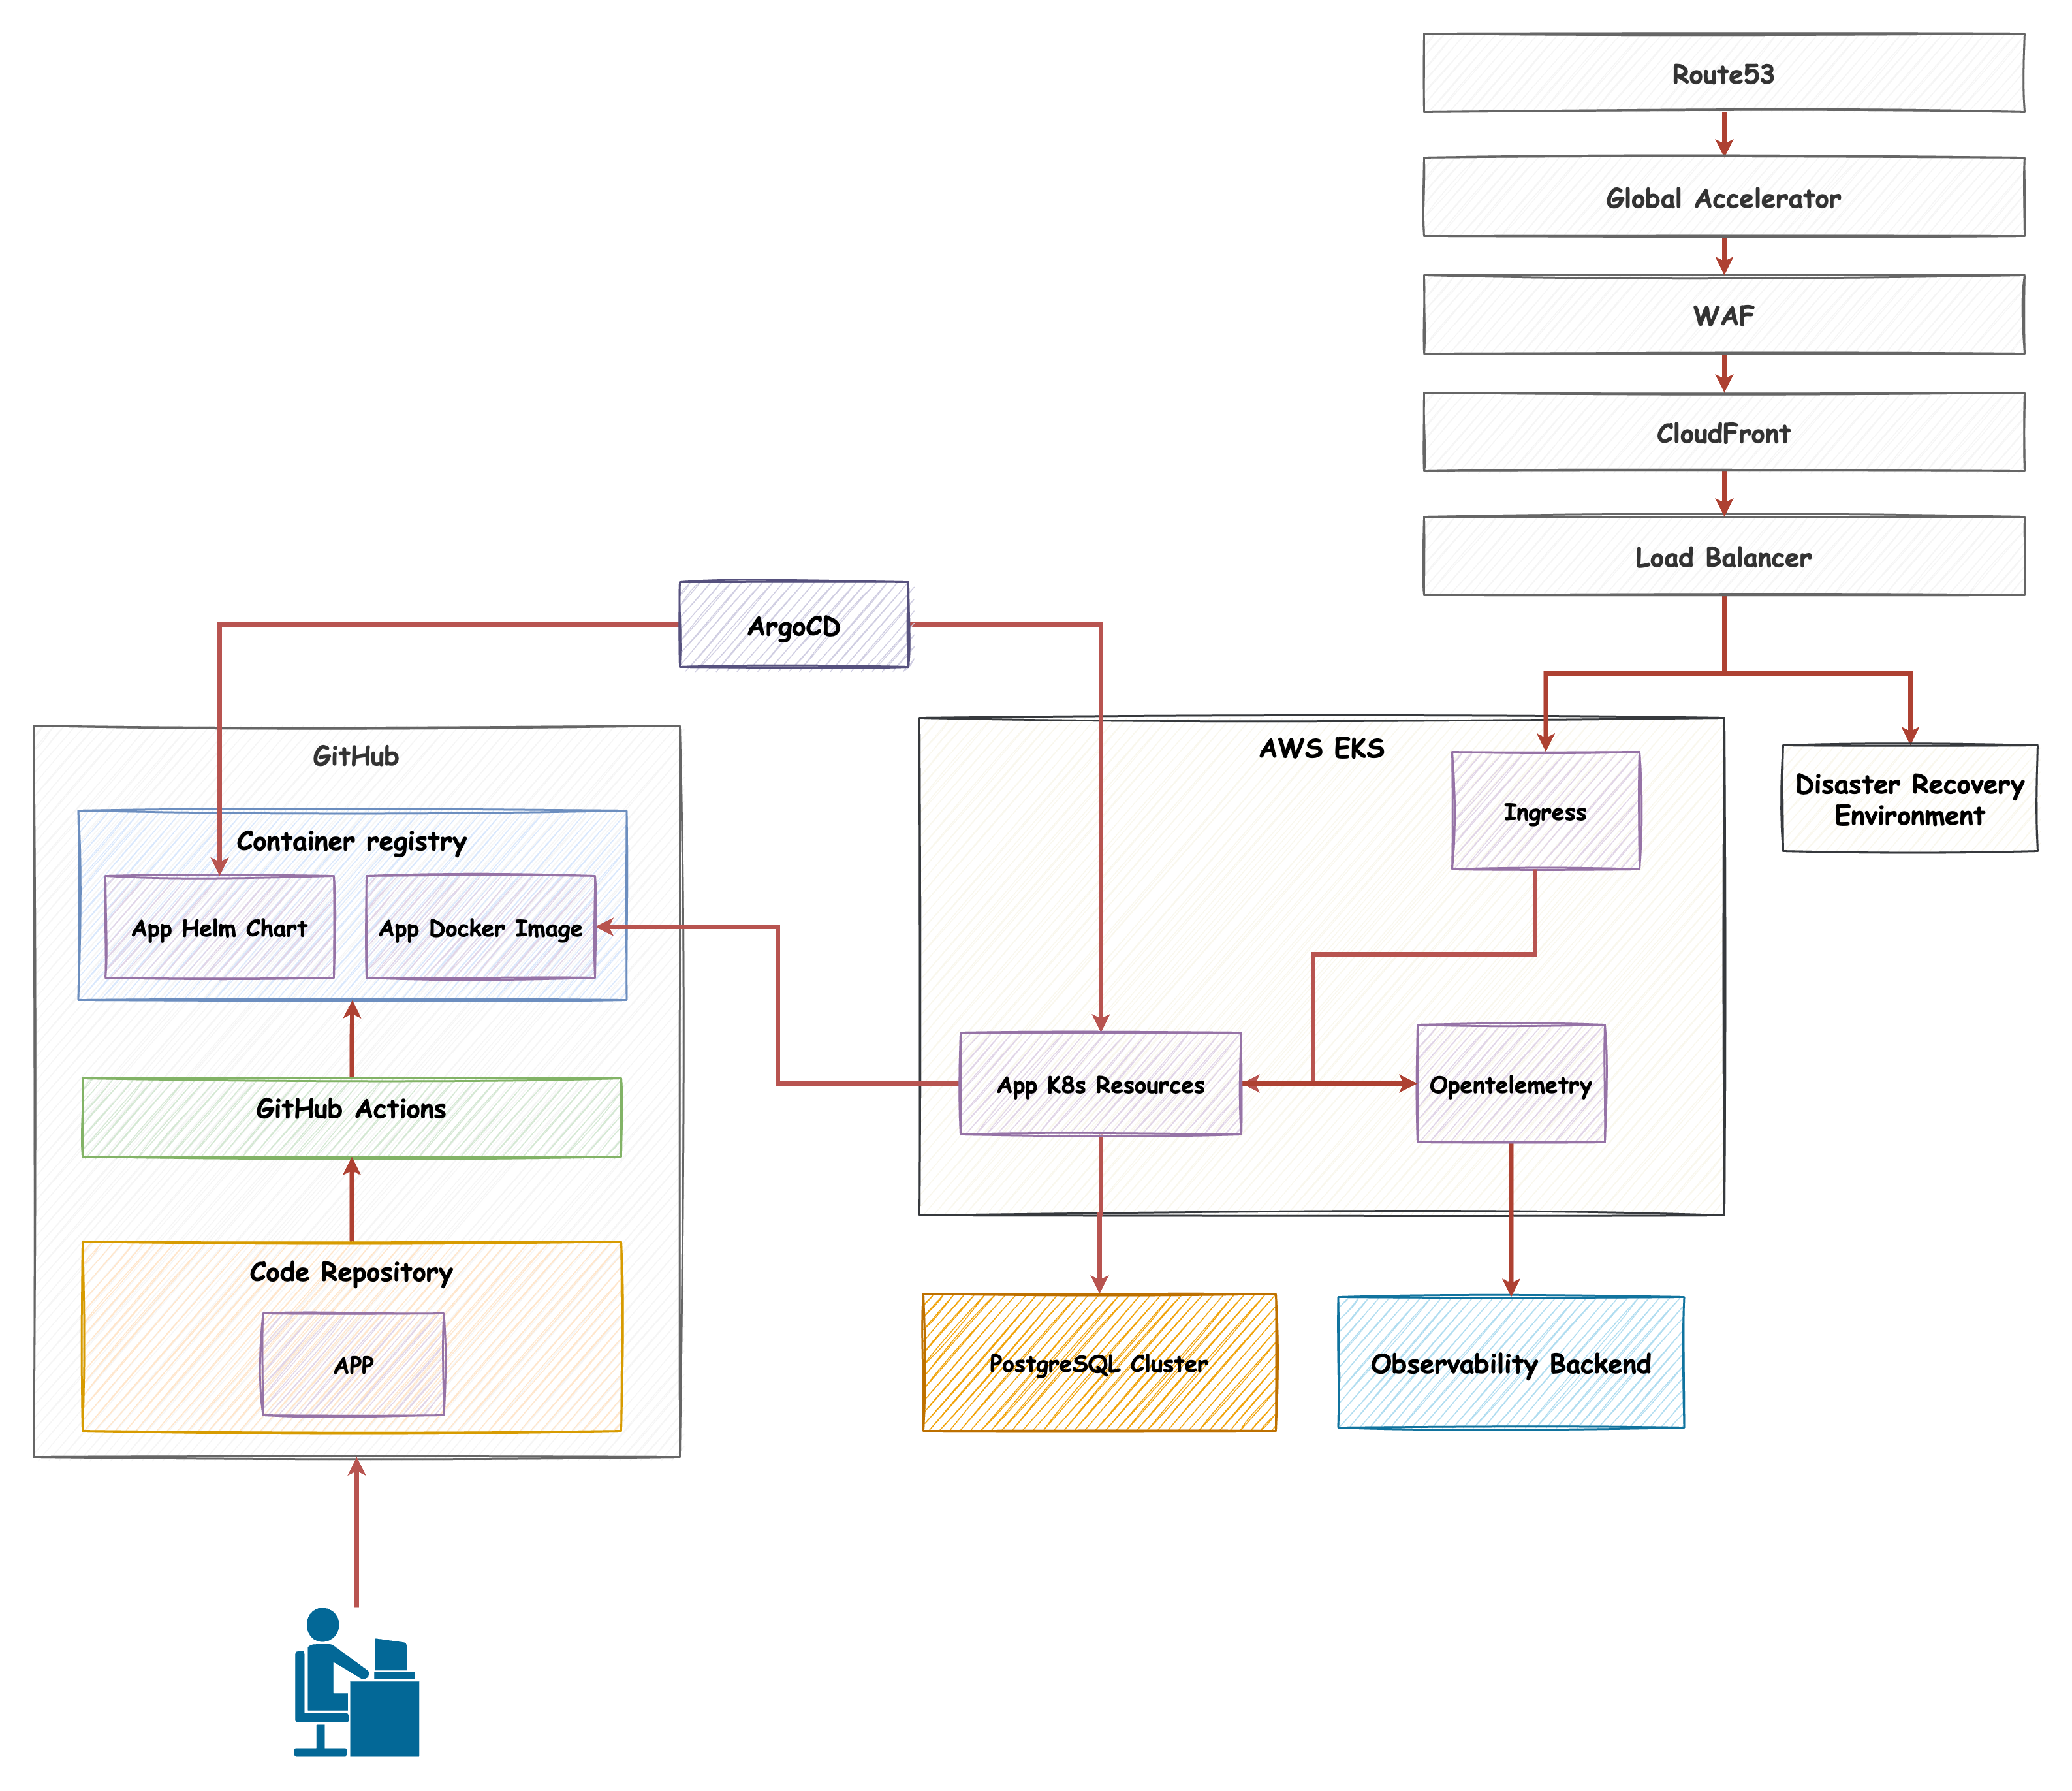 Route53
Global Accelerator
WAF
CloudFront
Load Balancer
ArgoCD
GitHub
Container registry
App Helm Chart
App Docker Image
GitHub Actions
Code Repository
APP
AWS EKS
Ingress
App K8s Resources
Opentelemetry
Disaster Recovery
Environment
PostgreSQL Cluster
Observability Backend